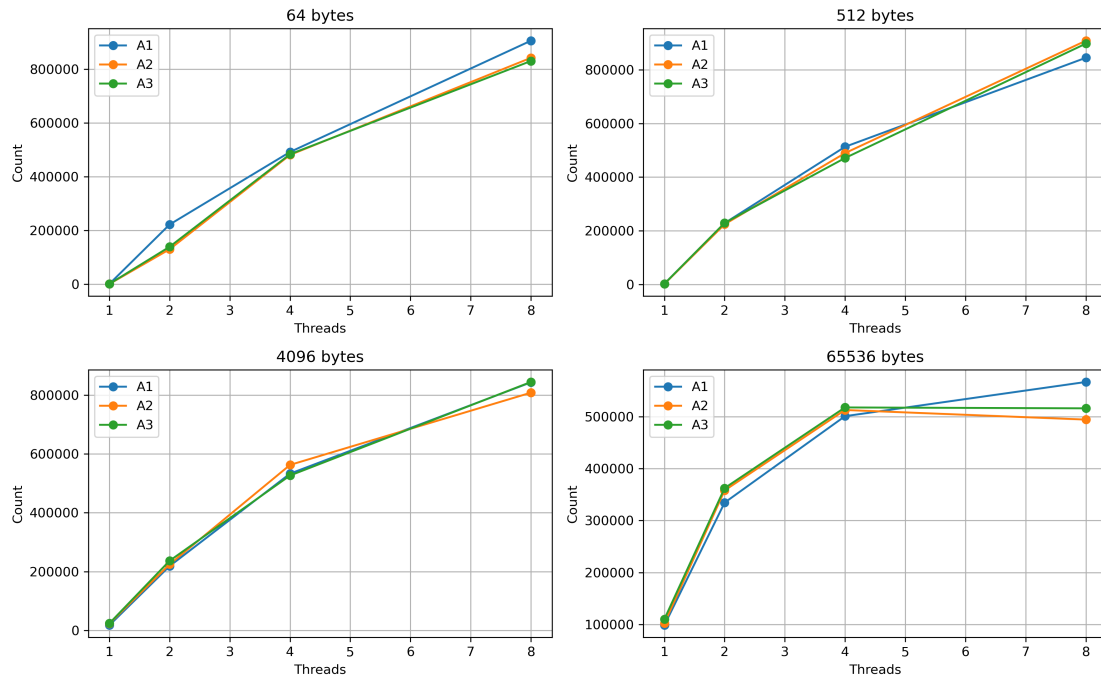 64 bytes
A1
A2
A3
Count
800000
600000
400000
200000
0
1 2 3 4 5 6 7 8
Threads
512 bytes
A1
A2
A3
Count
800000
600000
400000
200000
0
1 2 3 4 5 6 7 8
Threads
4096 bytes
A1
A2
A3
Count
800000
600000
400000
200000
0
1 2 3 4 5 6 7 8
Threads
65536 bytes
A1
A2
A3
Count
500000
400000
300000
200000
100000
1 2 3 4 5 6 7 8
Threads